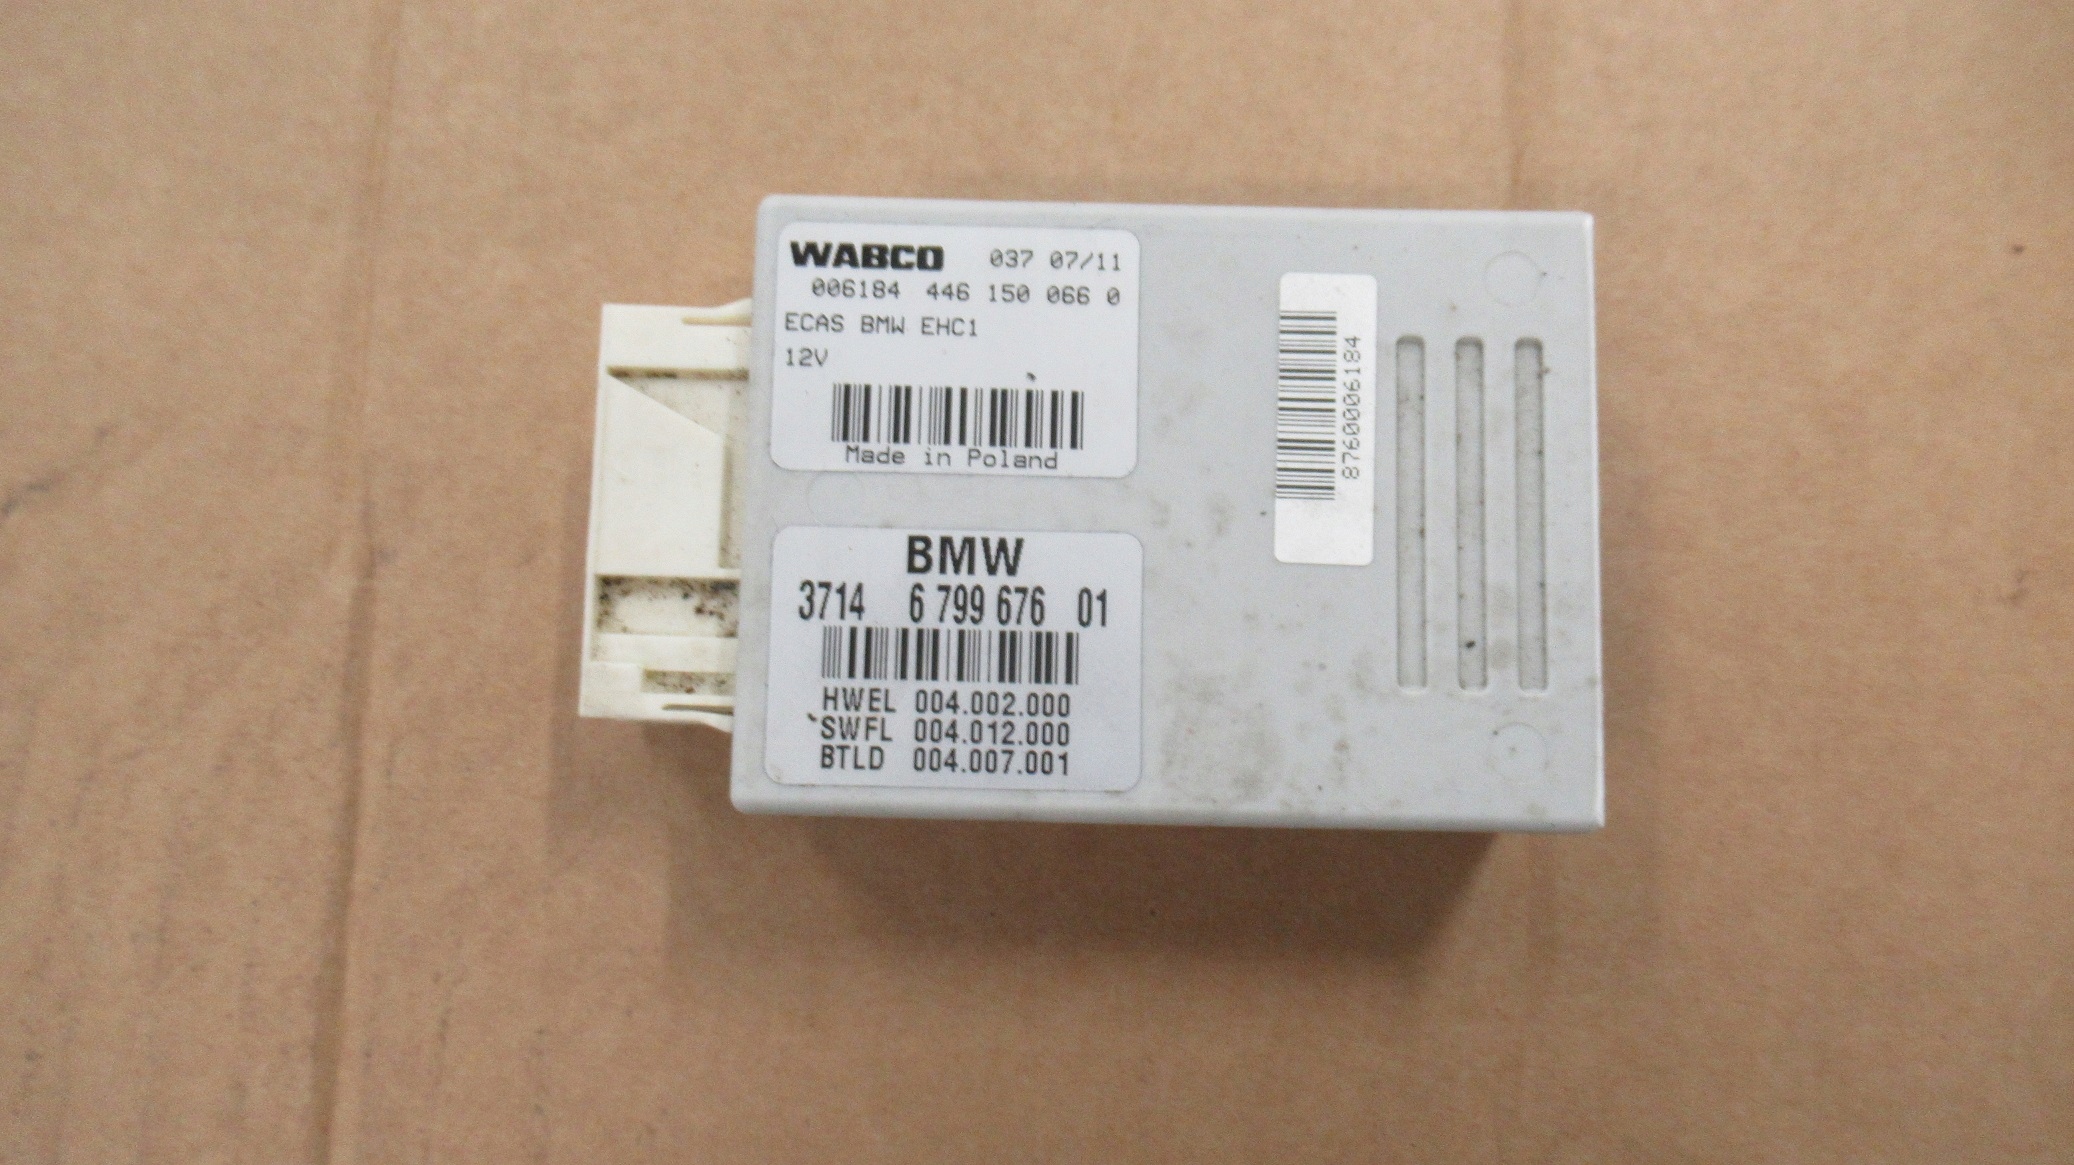 WABCO 037 07/11
006184 446 150 066 0
ECAS BMW EHC1
12V
Made in Poland
BMW
3714 6 799 676 01
HWEL 004.002.000
SWFL 004.012.000
BTLD 004.007.001
8760006184